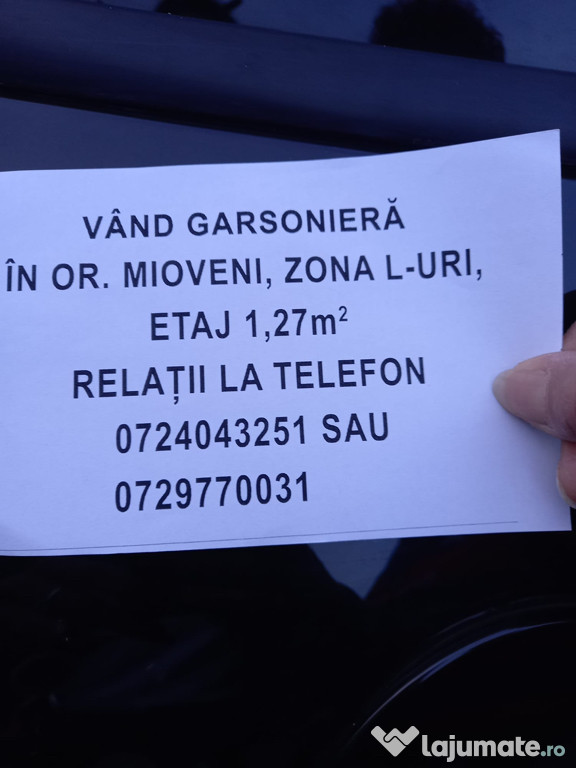 VÂND GARSONIERĂ
ÎN OR. MIOVENI, ZONA L-URI,
ETAJ 1,27m²
RELAȚII LA TELEFON
0724043251 SAU
0729770031
lajumate.ro